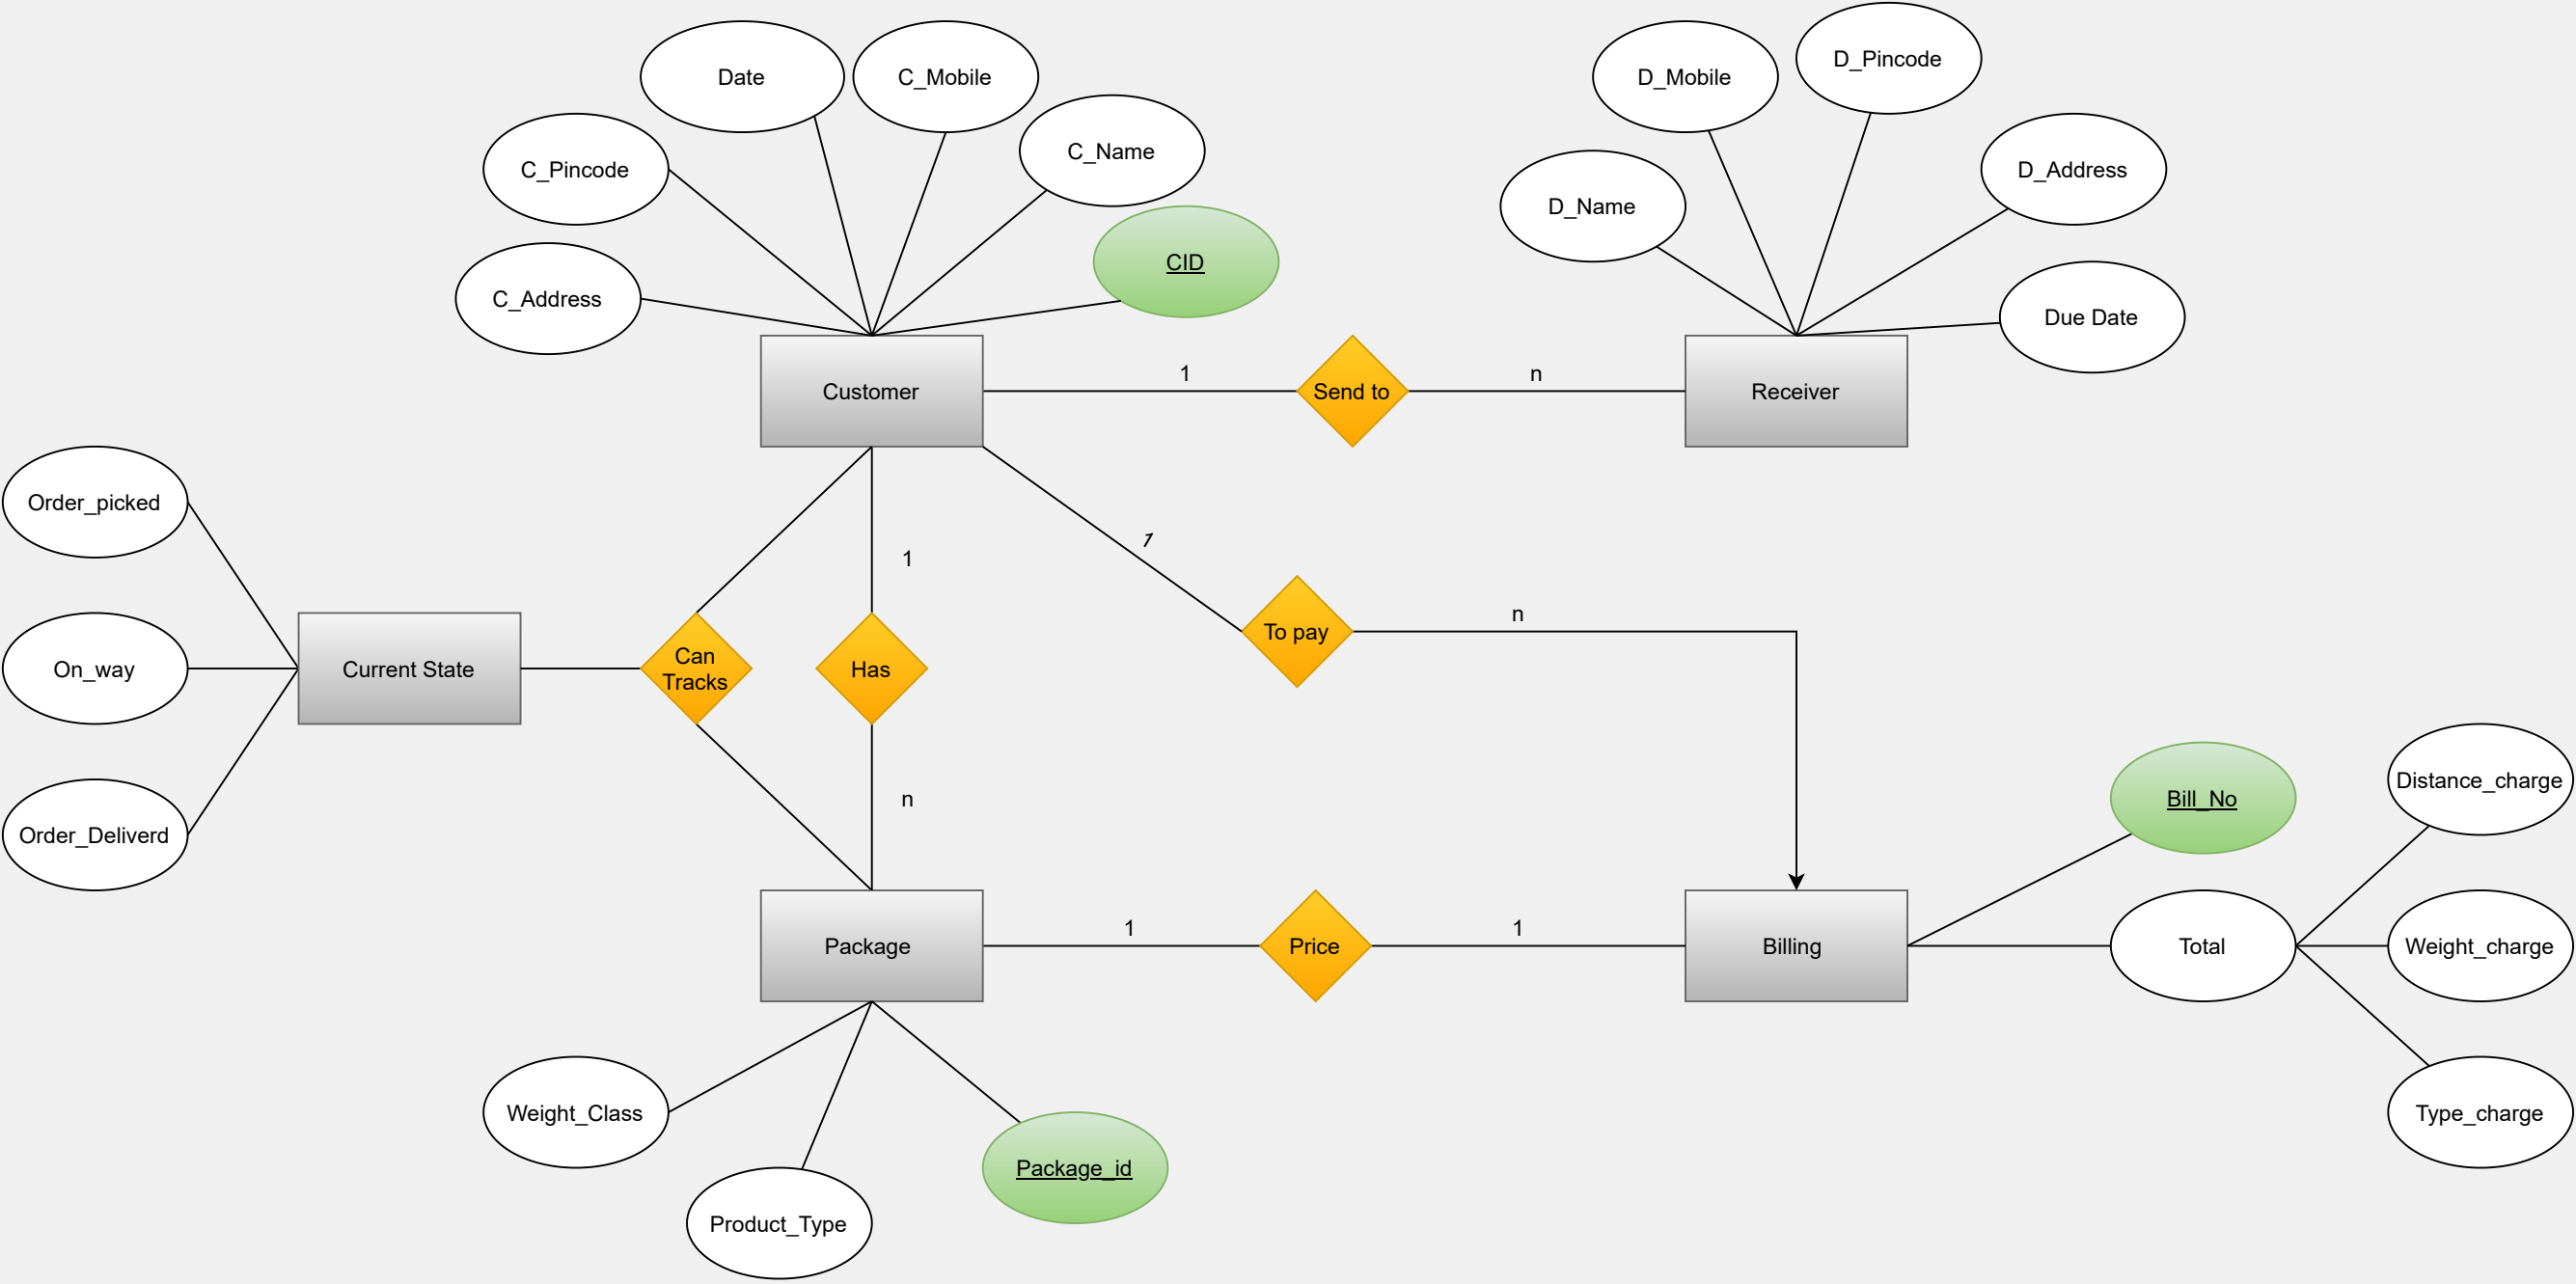 D_Pincode
Date
C_Mobile
D_Mobile
C_Name
C_Pincode
D_Address
D_Name
CID
C_Address
Due Date
Customer
1
Send to
n
Receiver
Order_picked
1
1
n
To pay
On_way
Current State
Can
Tracks
Has
n
Distance_charge
Bill_No
Order_Deliverd
Package
1
Price
1
Billing
Total
Weight_charge
Weight_Class
Type_charge
Package_id
Product_Type